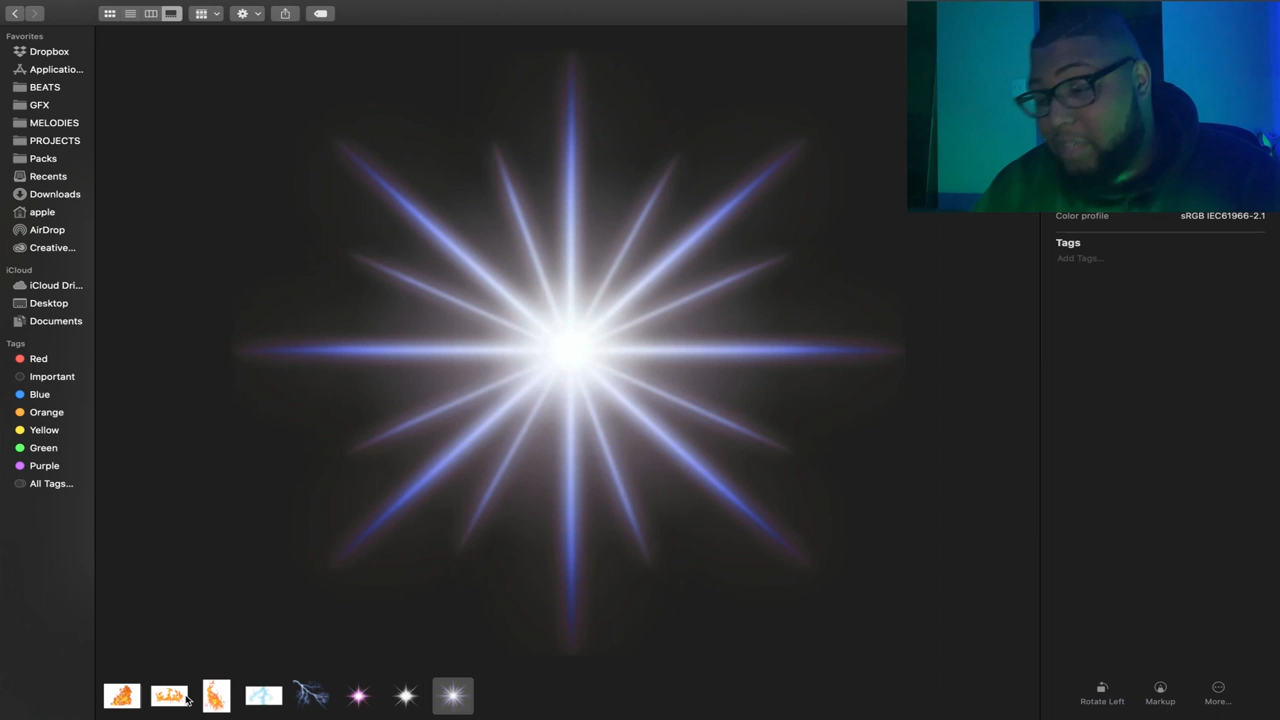 Favorites
Dropbox
Applicatio...
BEATS
GFX
MELODIES
PROJECTS
Packs
Recents
Downloads
apple
AirDrop
Creative...
iCloud
iCloud Dri...
Desktop
Documents
Tags
Red
Important
Blue
Orange
Yellow
Green
Purple
All Tags...
Color profile sRGB IEC61966-2.1
Tags
Add Tags...
Rotate Left Markup More...